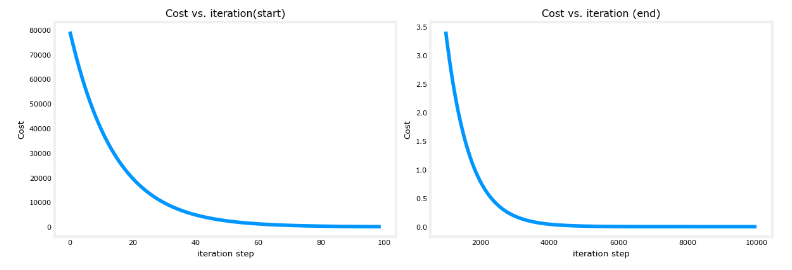 Cost vs. iteration(start)
80000
70000
60000
50000
40000
30000
20000
10000
0
Cost
0 20 40 60 80 100
iteration step
Cost vs. iteration (end)
3.5
3.0
2.5
2.0
1.5
1.0
0.5
0.0
Cost
2000 4000 6000 8000 10000
iteration step